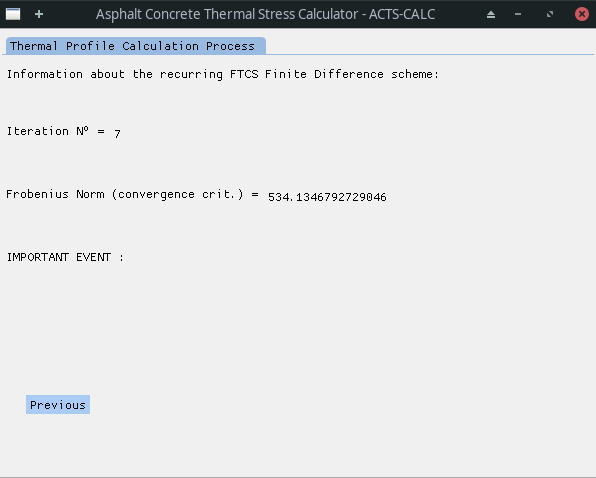 Asphalt Concrete Thermal Stress Calculator - ACTS-CALC
Thermal Profile Calculation Process
Information about the recurring FTCS Finite Difference scheme:
Iteration Nº = 7
Frobenius Norm (convergence crit.) = 534.1346792729046
IMPORTANT EVENT :
Previous